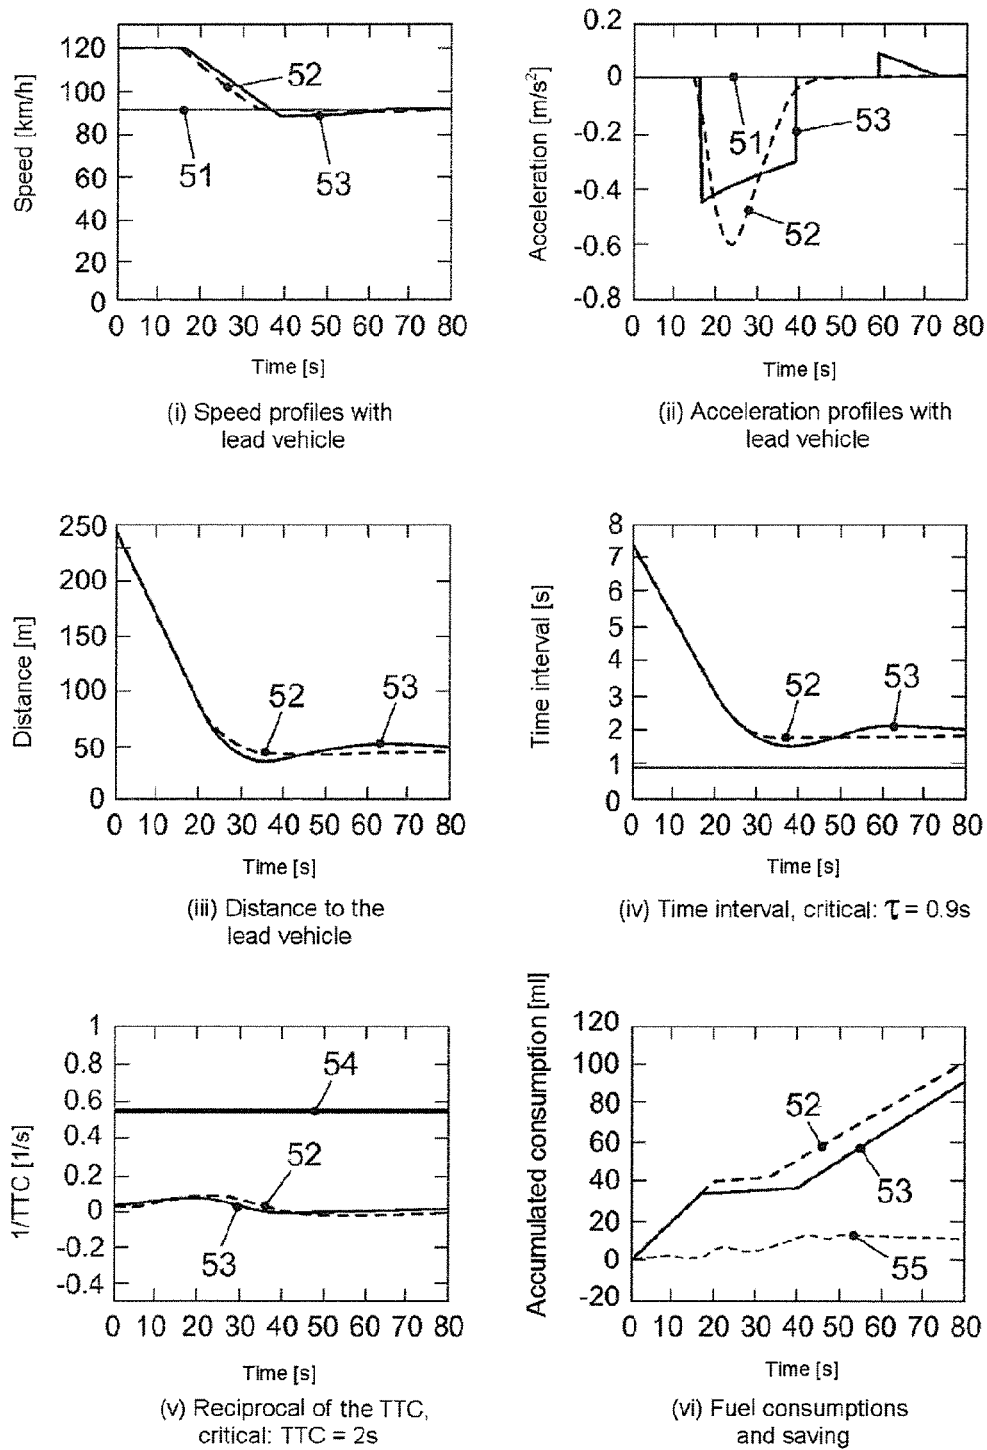 120
100
80
60
40
20
0
Speed [km/h]
52
51
53
0 10 20 30 40 50 60 70 80
Time [s]
(i) Speed profiles with
lead vehicle
0.2
0
-0.2
-0.4
-0.6
-0.8
Acceleration [m/s²]
51
53
52
0 10 20 30 40 50 60 70 80
Time [s]
(ii) Acceleration profiles with
lead vehicle
250
200
150
100
50
0
Distance [m]
52
53
0 10 20 30 40 50 60 70 80
Time [s]
(iii) Distance to the
lead vehicle
8
7
6
5
4
3
2
1
0
Time interval [s]
52
53
0 10 20 30 40 50 60 70 80
Time [s]
(iv) Time interval, critical: τ = 0.9s
1
0.8
0.6
0.4
0.2
0
-0.2
-0.4
1/TTC [1/s]
54
52
53
0 10 20 30 40 50 60 70 80
Time [s]
(v) Reciprocal of the TTC,
critical: TTC = 2s
120
100
80
60
40
20
0
-20
Accumulated consumption [ml]
52
53
55
0 10 20 30 40 50 60 70 80
Time [s]
(vi) Fuel consumptions
and saving